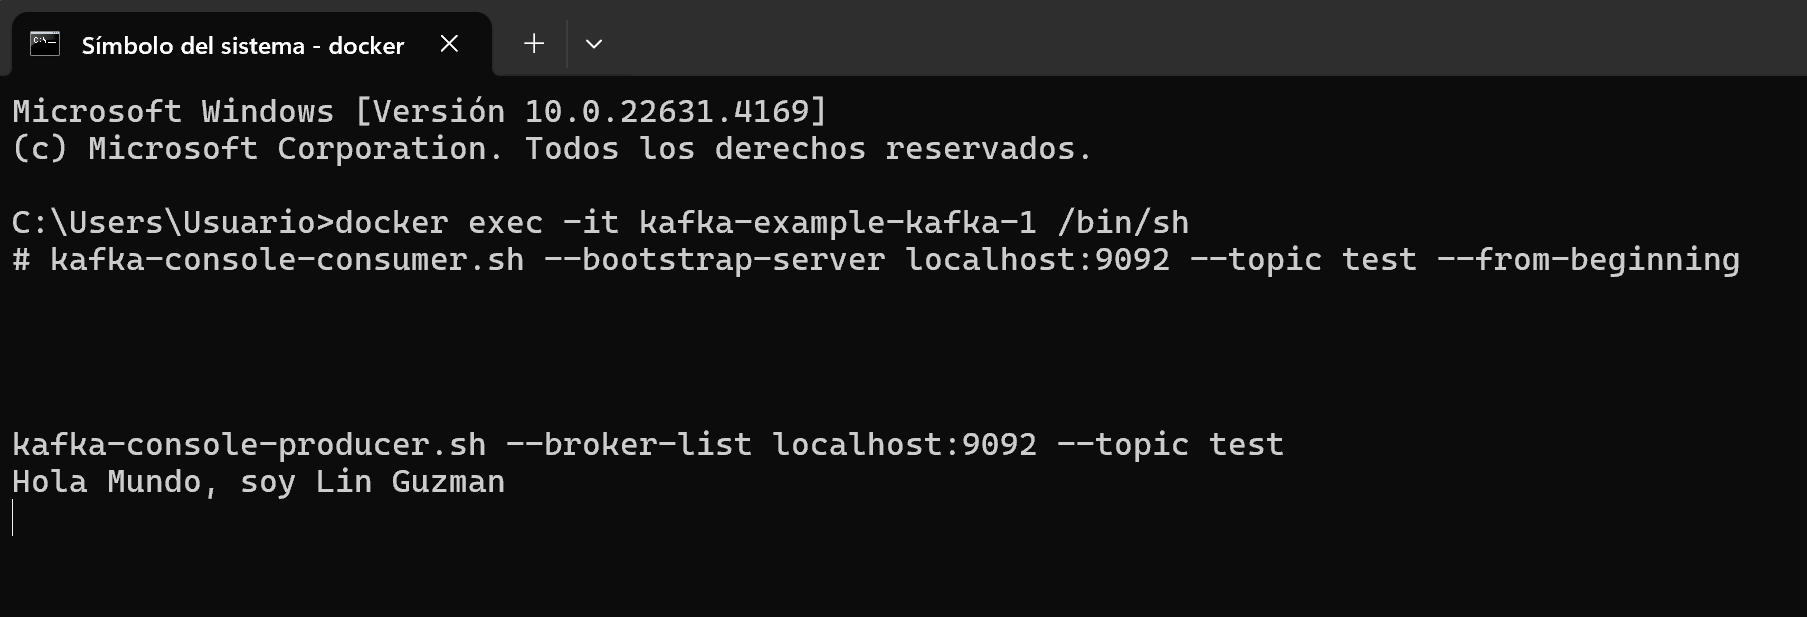 Símbolo del sistema - docker
Microsoft Windows [Versión 10.0.22631.4169]
(c) Microsoft Corporation. Todos los derechos reservados.
C:\Users\Usuario>docker exec -it kafka-example-kafka-1 /bin/sh
# kafka-console-consumer.sh --bootstrap-server localhost:9092 --topic test --from-beginning
kafka-console-producer.sh --broker-list localhost:9092 --topic test
Hola Mundo, soy Lin Guzman